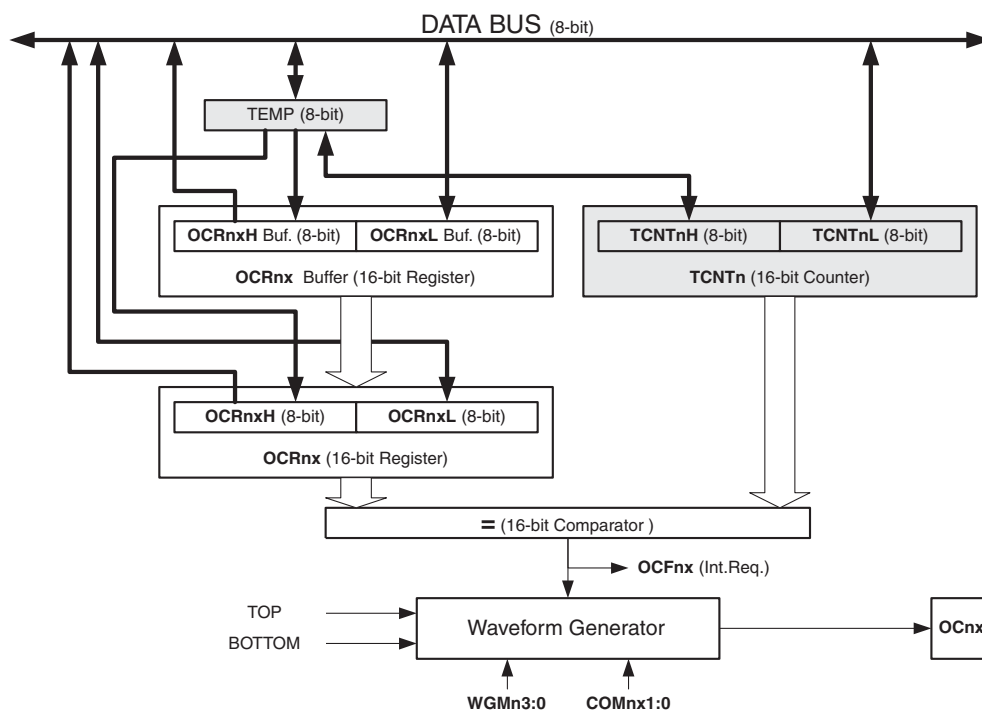 DATA BUS (8-bit)
TEMP (8-bit)
OCRnxH Buf. (8-bit)
OCRnxL Buf. (8-bit)
OCRnx Buffer (16-bit Register)
TCNTnH (8-bit)
TCNTnL (8-bit)
TCNTn (16-bit Counter)
OCRnxH (8-bit)
OCRnxL (8-bit)
OCRnx (16-bit Register)
= (16-bit Comparator )
OCFnx (Int.Req.)
TOP
BOTTOM
Waveform Generator
OCnx
WGMn3:0
COMnx1:0